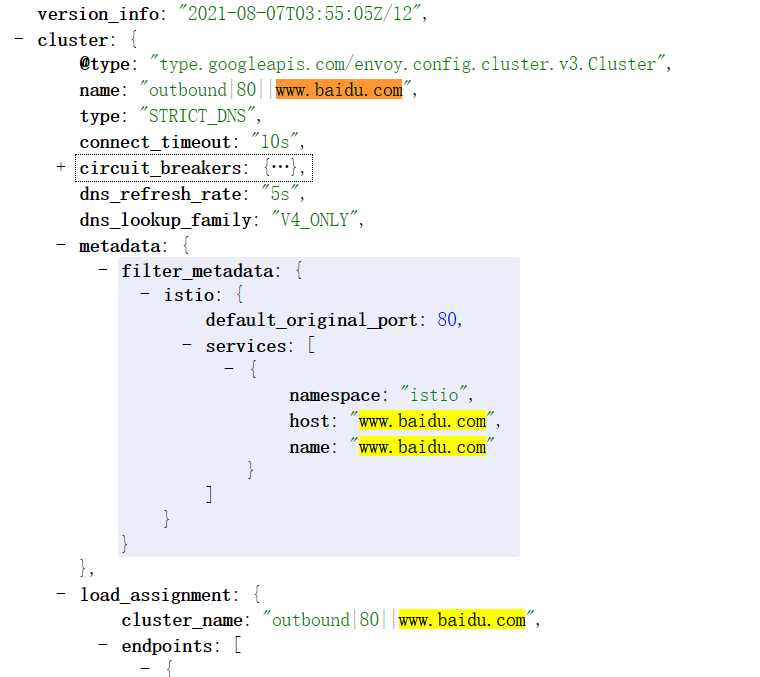 version_info: "2021-08-07T03:55:05Z/12",
- cluster: {
@type: "type.googleapis.com/envoy.config.cluster.v3.Cluster",
name: "outbound|80||www.baidu.com",
type: "STRICT_DNS",
connect_timeout: "10s",
+ circuit_breakers: {…},
dns_refresh_rate: "5s",
dns_lookup_family: "V4_ONLY",
- metadata: {
- filter_metadata: {
- istio: {
default_original_port: 80,
- services: [
- {
namespace: "istio",
host: "www.baidu.com",
name: "www.baidu.com"
}
]
}
}
},
- load_assignment: {
cluster_name: "outbound|80||www.baidu.com",
- endpoints: [
- {